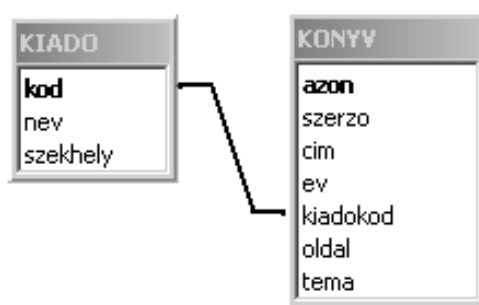 KIADO
kod
nev
szekhely
KONYV
azon
szerzo
cim
ev
kiadokod
oldal
tema